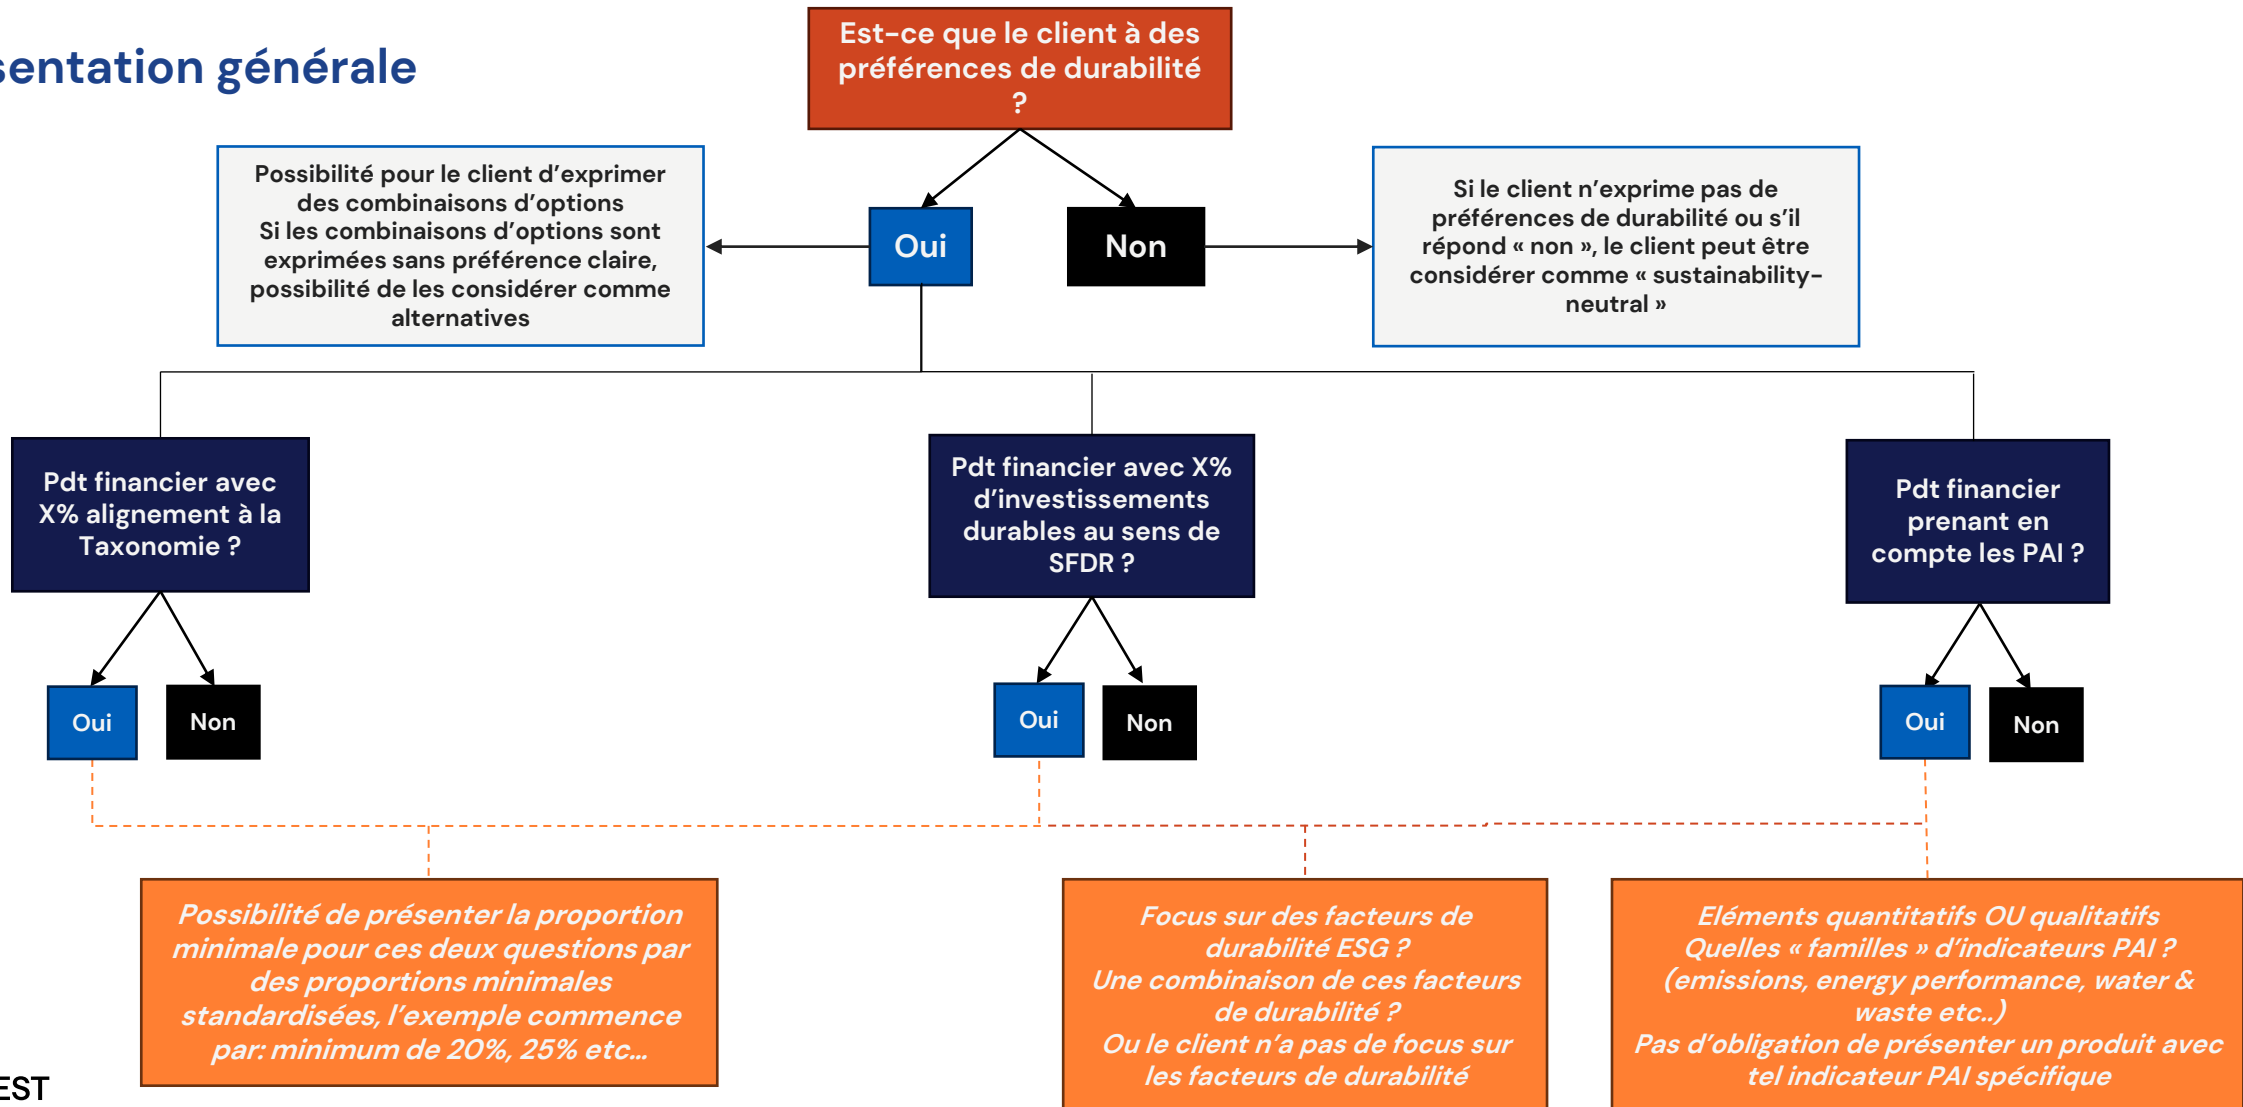 Est-ce que le client à des
préférences de durabilité
?
sentation générale
Possibilité pour le client d'exprimer
des combinaisons d'options
Si les combinaisons d'options sont
exprimées sans préférence claire,
possibilité de les considérer comme
alternatives
Oui
Non
Si le client n'exprime pas de
préférences de durabilité ou s'il
répond « non », le client peut être
considérer comme « sustainability-
neutral »
Pdt financier avec
X% alignement à la
Taxonomie ?
Pdt financier avec X%
d'investissements
durables au sens de
SFDR ?
Pdt financier
prenant en
compte les PAI ?
Oui
Non
Oui
Non
Oui
Non
Possibilité de présenter la proportion
minimale pour ces deux questions par
des proportions minimales
standardisées, l'exemple commence
par: minimum de 20%, 25% etc…
Focus sur des facteurs de
durabilité ESG ?
Une combinaison de ces facteurs
de durabilité ?
Ou le client n'a pas de focus sur
les facteurs de durabilité
Eléments quantitatifs OU qualitatifs
Quelles « familles » d'indicateurs PAI ?
(emissions, energy performance, water &
waste etc..)
Pas d'obligation de présenter un produit avec
tel indicateur PAI spécifique
EST